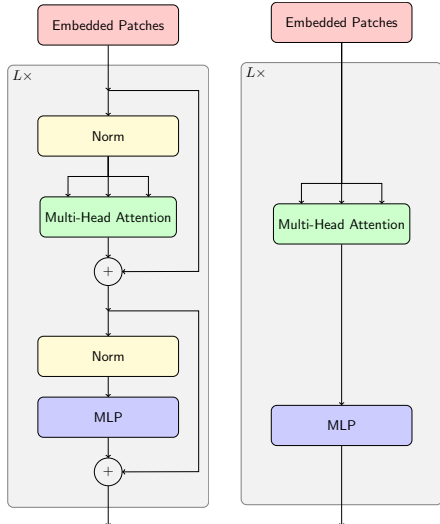 Embedded Patches
L×
Norm
Multi-Head Attention
+
Norm
MLP
+
Embedded Patches
L×
Multi-Head Attention
MLP